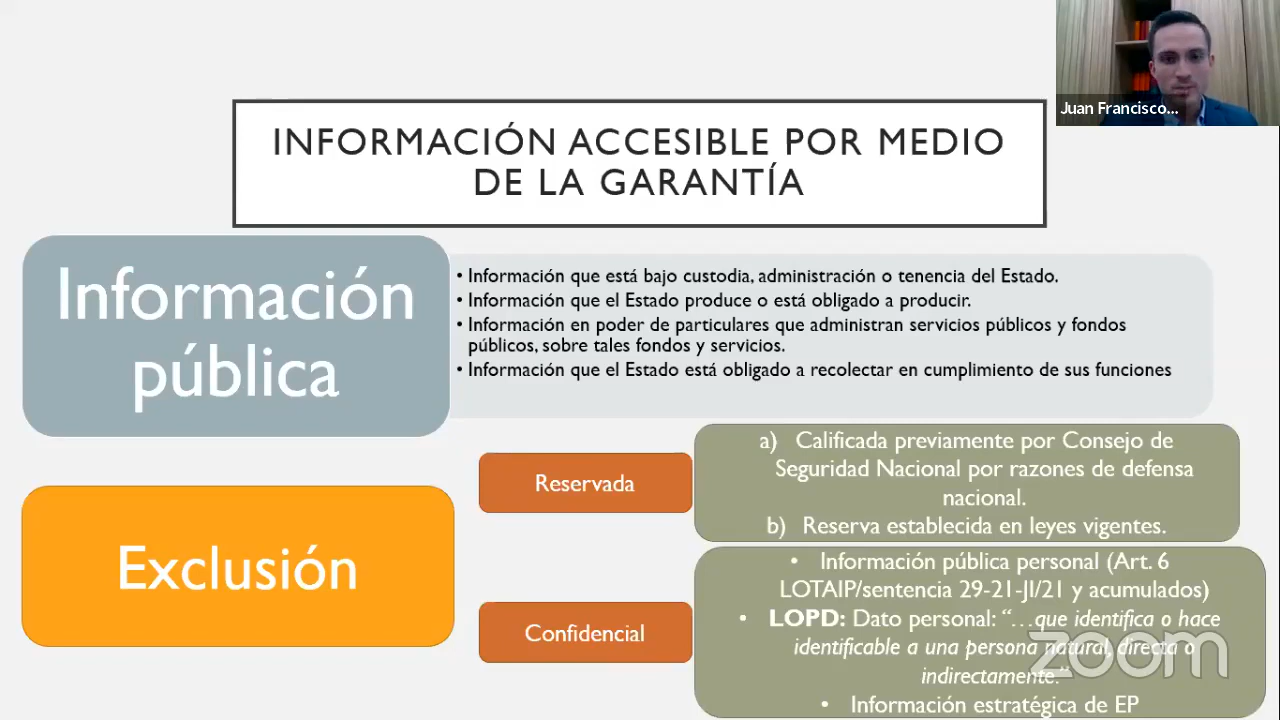 Juan Francisco...
INFORMACIÓN ACCESIBLE POR MEDIO
DE LA GARANTÍA
Información
pública
• Información que está bajo custodia, administración o tenencia del Estado.
• Información que el Estado produce o está obligado a producir.
• Información en poder de particulares que administran servicios públicos y fondos
públicos, sobre tales fondos y servicios.
• Información que el Estado está obligado a recolectar en cumplimiento de sus funciones
Exclusión
Reservada
a) Calificada previamente por Consejo de
Seguridad Nacional por razones de defensa
nacional.
b) Reserva establecida en leyes vigentes.
Confidencial
• Información pública personal (Art. 6
LOTAIP/sentencia 29-21-JI/21 y acumulados)
• LOPD: Dato personal: “…que identifica o hace
identificable a una persona natural, directa o
indirectamente.”
• Información estratégica de EP
zoom